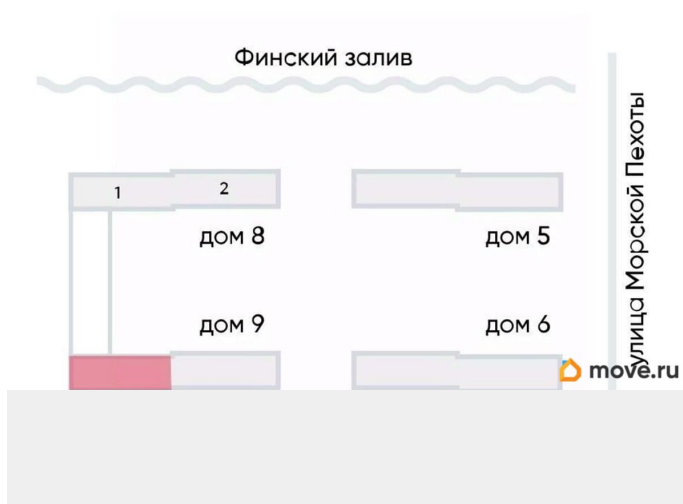 Финский залив
1
2
дом 8
дом 5
улица Морской Пехоты
дом 9
дом 6
move.ru